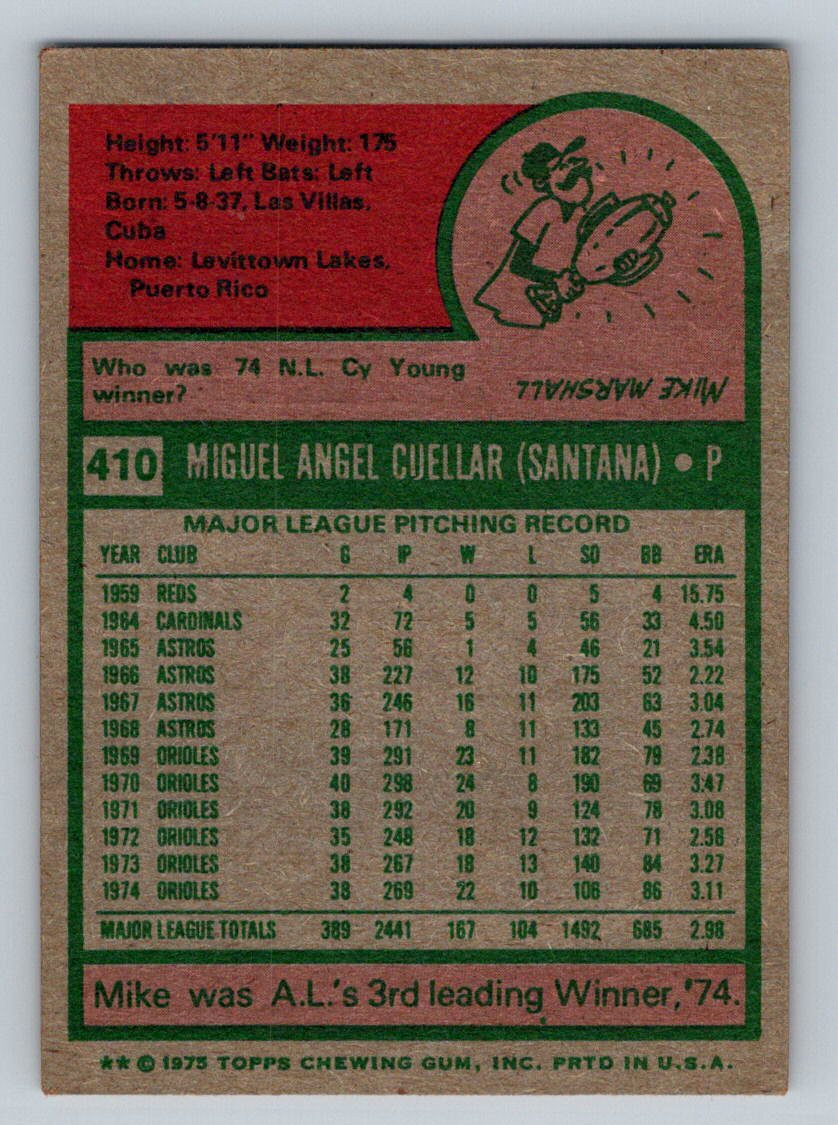 Height: 5'11" Weight: 175
Throws: Left Bats: Left
Born: 5-8-37, Las Villas,
Cuba
Home: Levittown Lakes,
Puerto Rico
Who was 74 N.L. Cy Young
winner?
MIKE MARSHALL
410 MIGUEL ANGEL CUELLAR (SANTANA) • P
MAJOR LEAGUE PITCHING RECORD
YEAR CLUB G IP W L SO BB ERA
1959 REDS 2 4 0 0 5 4 15.75
1964 CARDINALS 32 72 5 5 56 33 4.50
1965 ASTROS 25 56 1 4 46 21 3.54
1966 ASTROS 38 227 12 10 175 52 2.22
1967 ASTROS 36 246 16 11 203 63 3.04
1968 ASTROS 28 171 8 11 133 45 2.74
1969 ORIOLES 39 291 23 11 182 79 2.38
1970 ORIOLES 40 298 24 8 190 69 3.47
1971 ORIOLES 38 292 20 9 124 78 3.08
1972 ORIOLES 35 248 18 12 132 71 2.56
1973 ORIOLES 38 267 18 13 140 84 3.27
1974 ORIOLES 38 269 22 10 106 86 3.11
MAJOR LEAGUE TOTALS 389 2441 167 104 1492 685 2.98
Mike was A.L.'s 3rd leading Winner, '74.
** © 1975 TOPPS CHEWING GUM, INC. PRTD IN U.S.A.